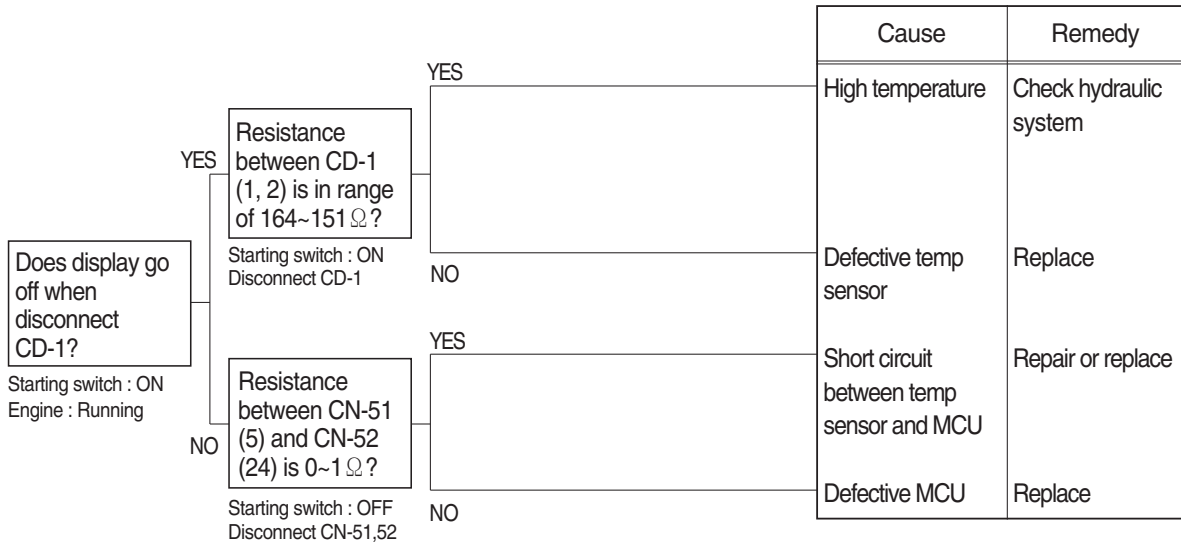 Does display go
off when
disconnect
CD-1?
Starting switch : ON
Engine : Running
YES
Resistance
between CD-1
(1, 2) is in range
of 164~151Ω?
Starting switch : ON
Disconnect CD-1
NO
Resistance
between CN-51
(5) and CN-52
(24) is 0~1Ω?
Starting switch : OFF
Disconnect CN-51,52
YES
NO
YES
NO
Cause Remedy
High temperature Check hydraulic
system
Defective temp Replace
sensor
Short circuit Repair or replace
between temp
sensor and MCU
Defective MCU Replace